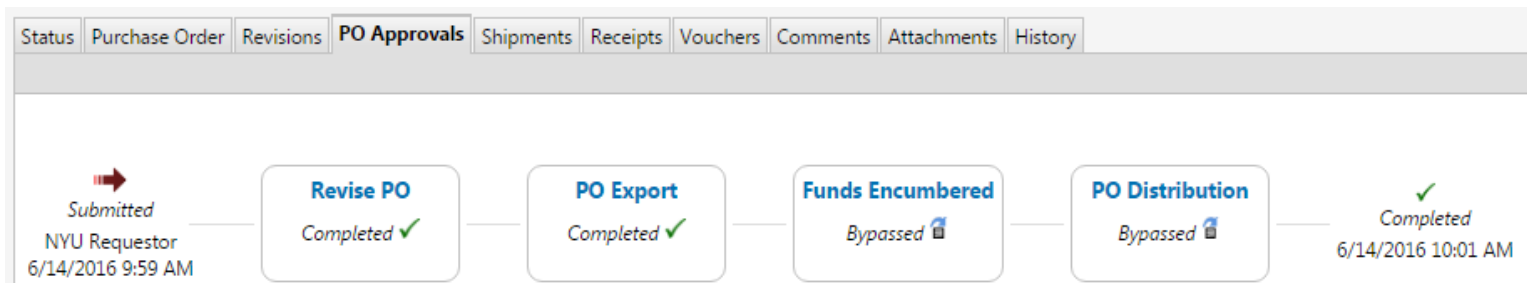 Status Purchase Order Revisions PO Approvals Shipments Receipts Vouchers Comments Attachments History
Submitted
NYU Requestor
6/14/2016 9:59 AM
Revise PO
Completed
PO Export
Completed
Funds Encumbered
Bypassed
PO Distribution
Bypassed
Completed
6/14/2016 10:01 AM